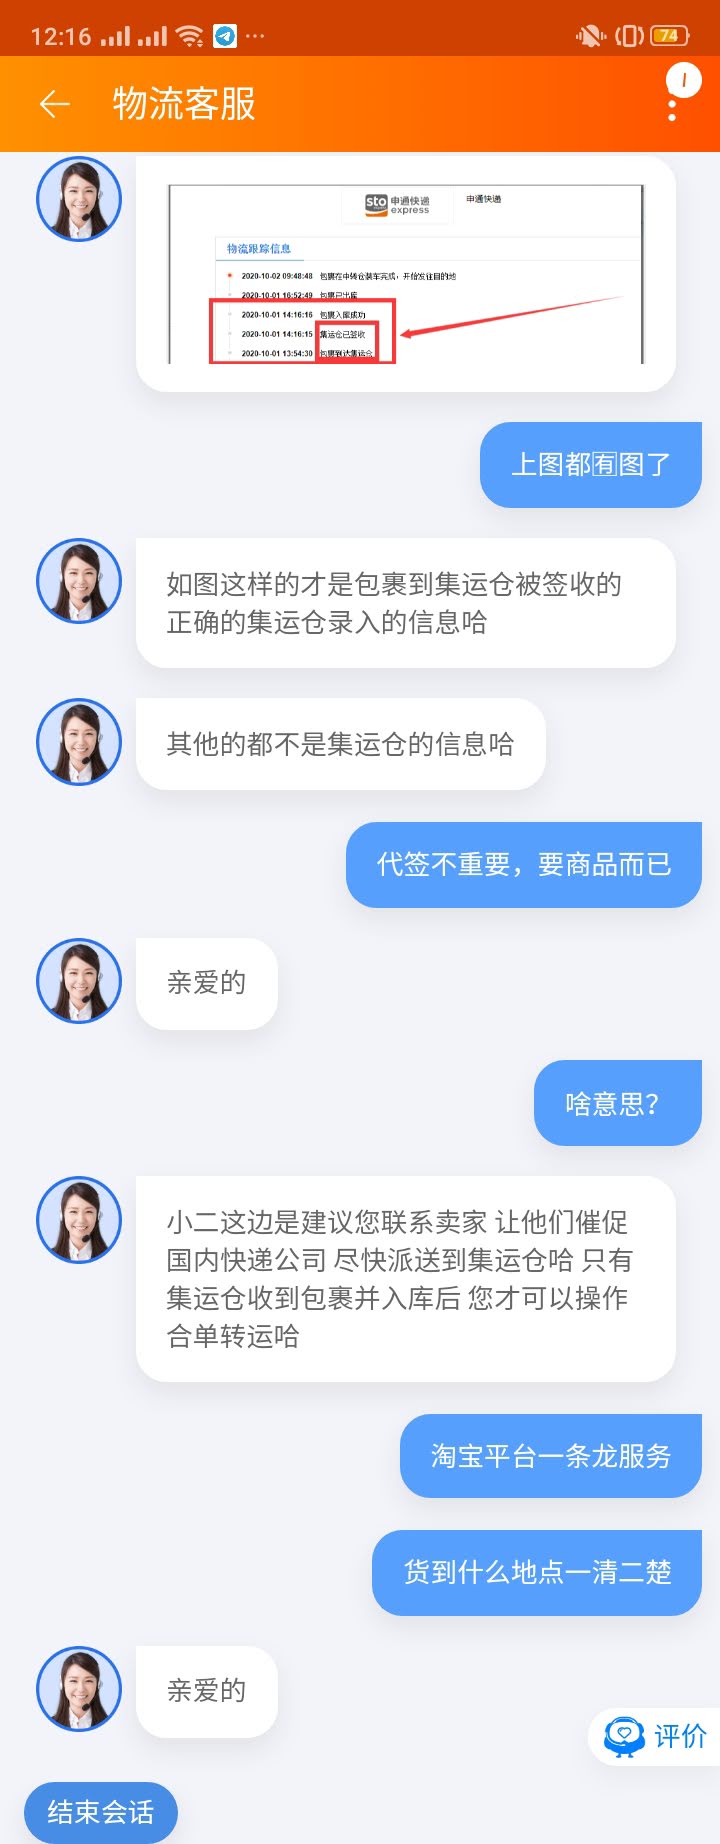 12:16
74
物流客服
sto
express
申通快递
申通快递
物流跟踪信息
2020-10-02 09:48:48 包裹在中转仓装车完成，开始发往目的地
2020-10-01 16:52:49 包裹已出库
2020-10-01 14:16:16 包裹入库成功
2020-10-01 14:16:15 集运仓已签收
2020-10-01 13:54:30 包裹到达集运仓
上图都🈶图了
如图这样的才是包裹到集运仓被签收的
正确的集运仓录入的信息哈
其他的都不是集运仓的信息哈
代签不重要，要商品而已
亲爱的
啥意思？
小二这边是建议您联系卖家 让他们催促
国内快递公司 尽快派送到集运仓哈 只有
集运仓收到包裹并入库后 您才可以操作
合单转运哈
淘宝平台一条龙服务
货到什么地点一清二楚
亲爱的
评价
结束会话